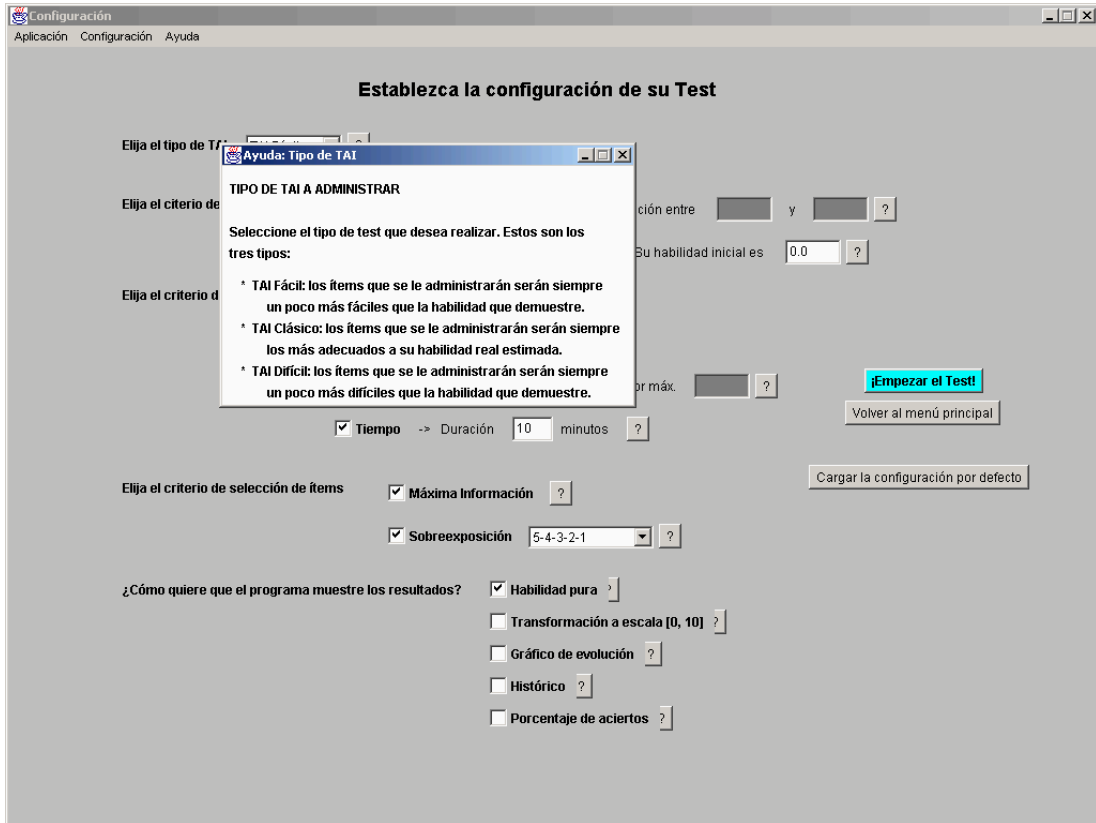 Configuración
Aplicación Configuración Ayuda
Establezca la configuración de su Test
Elija el tipo de TAI ?
Ayuda: Tipo de TAI
TIPO DE TAI A ADMINISTRAR
Seleccione el tipo de test que desea realizar. Estos son los
tres tipos:
* TAI Fácil: los ítems que se le administrarán serán siempre
un poco más fáciles que la habilidad que demuestre.
* TAI Clásico: los ítems que se le administrarán serán siempre
los más adecuados a su habilidad real estimada.
* TAI Difícil: los ítems que se le administrarán serán siempre
un poco más difíciles que la habilidad que demuestre.
Elija el citerio de
ción entre y ?
Su habilidad inicial es 0.0 ?
Elija el criterio d
or máx. ?
¡Empezar el Test!
Volver al menú principal
Tiempo -> Duración 10 minutos ?
Cargar la configuración por defecto
Elija el criterio de selección de ítems
Máxima Información ?
Sobreexposición 5-4-3-2-1 ?
¿Cómo quiere que el programa muestre los resultados?
Habilidad pura ?
Transformación a escala [0, 10] ?
Gráfico de evolución ?
Histórico ?
Porcentaje de aciertos ?